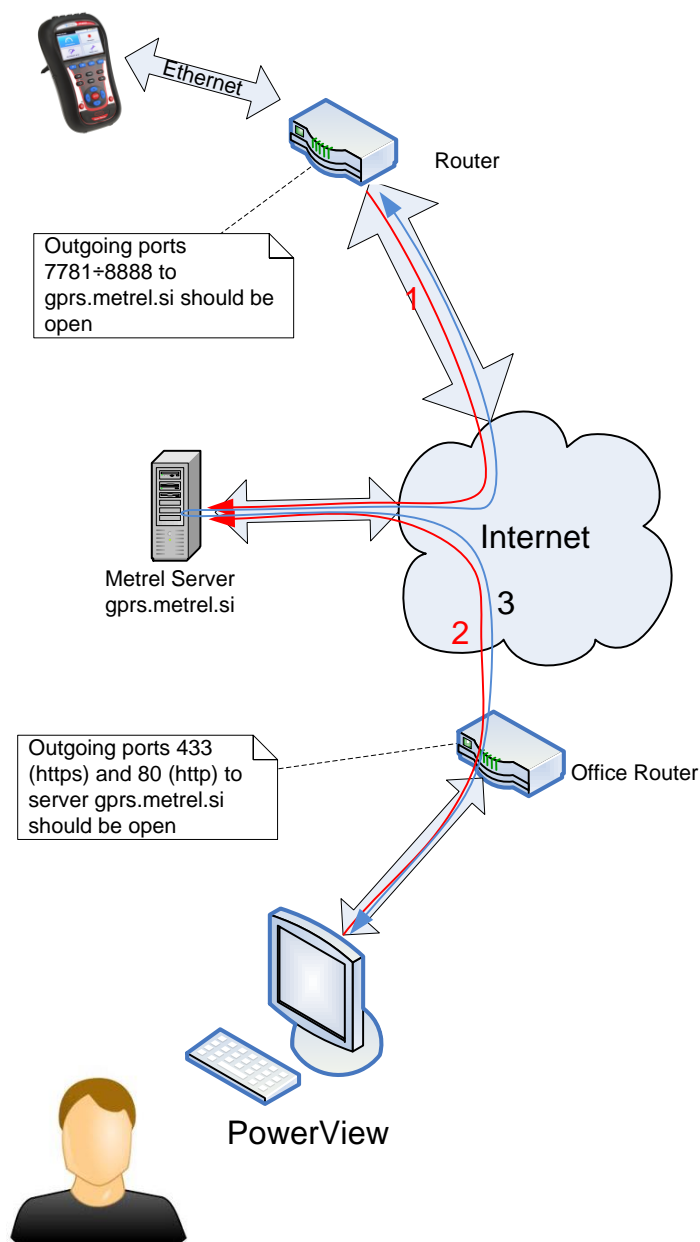 Ethernet
Router
Outgoing ports
7781÷8888 to
gprs.metrel.si should be
open
1
Internet
Metrel Server
gprs.metrel.si
3
2
Outgoing ports 433
(https) and 80 (http) to
server gprs.metrel.si
should be open
Office Router
PowerView